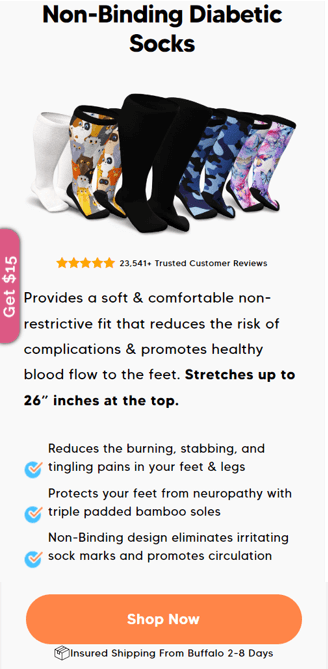 Non-Binding Diabetic
Socks
23,541+ Trusted Customer Reviews
Get $15
Provides a soft & comfortable non-
restrictive fit that reduces the risk of
complications & promotes healthy
blood flow to the feet. Stretches up to
26” inches at the top.
Reduces the burning, stabbing, and
tingling pains in your feet & legs
Protects your feet from neuropathy with
triple padded bamboo soles
Non-Binding design eliminates irritating
sock marks and promotes circulation
Shop Now
Insured Shipping From Buffalo 2-8 Days